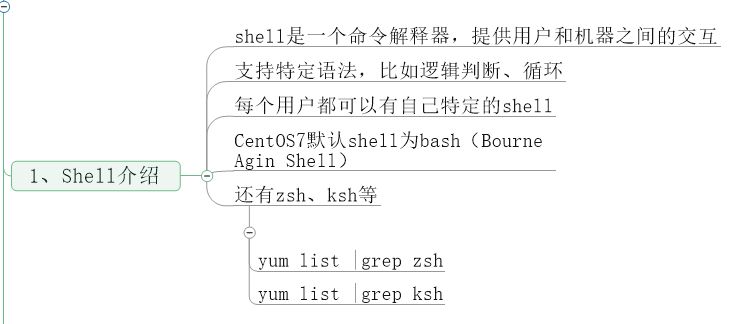 shell是一个命令解释器，提供用户和机器之间的交互
支持特定语法，比如逻辑判断、循环
每个用户都可以有自己特定的shell
CentOS7默认shell为bash（Bourne
Agin Shell）
1、Shell介绍
还有zsh、ksh等
yum list |grep zsh
yum list |grep ksh